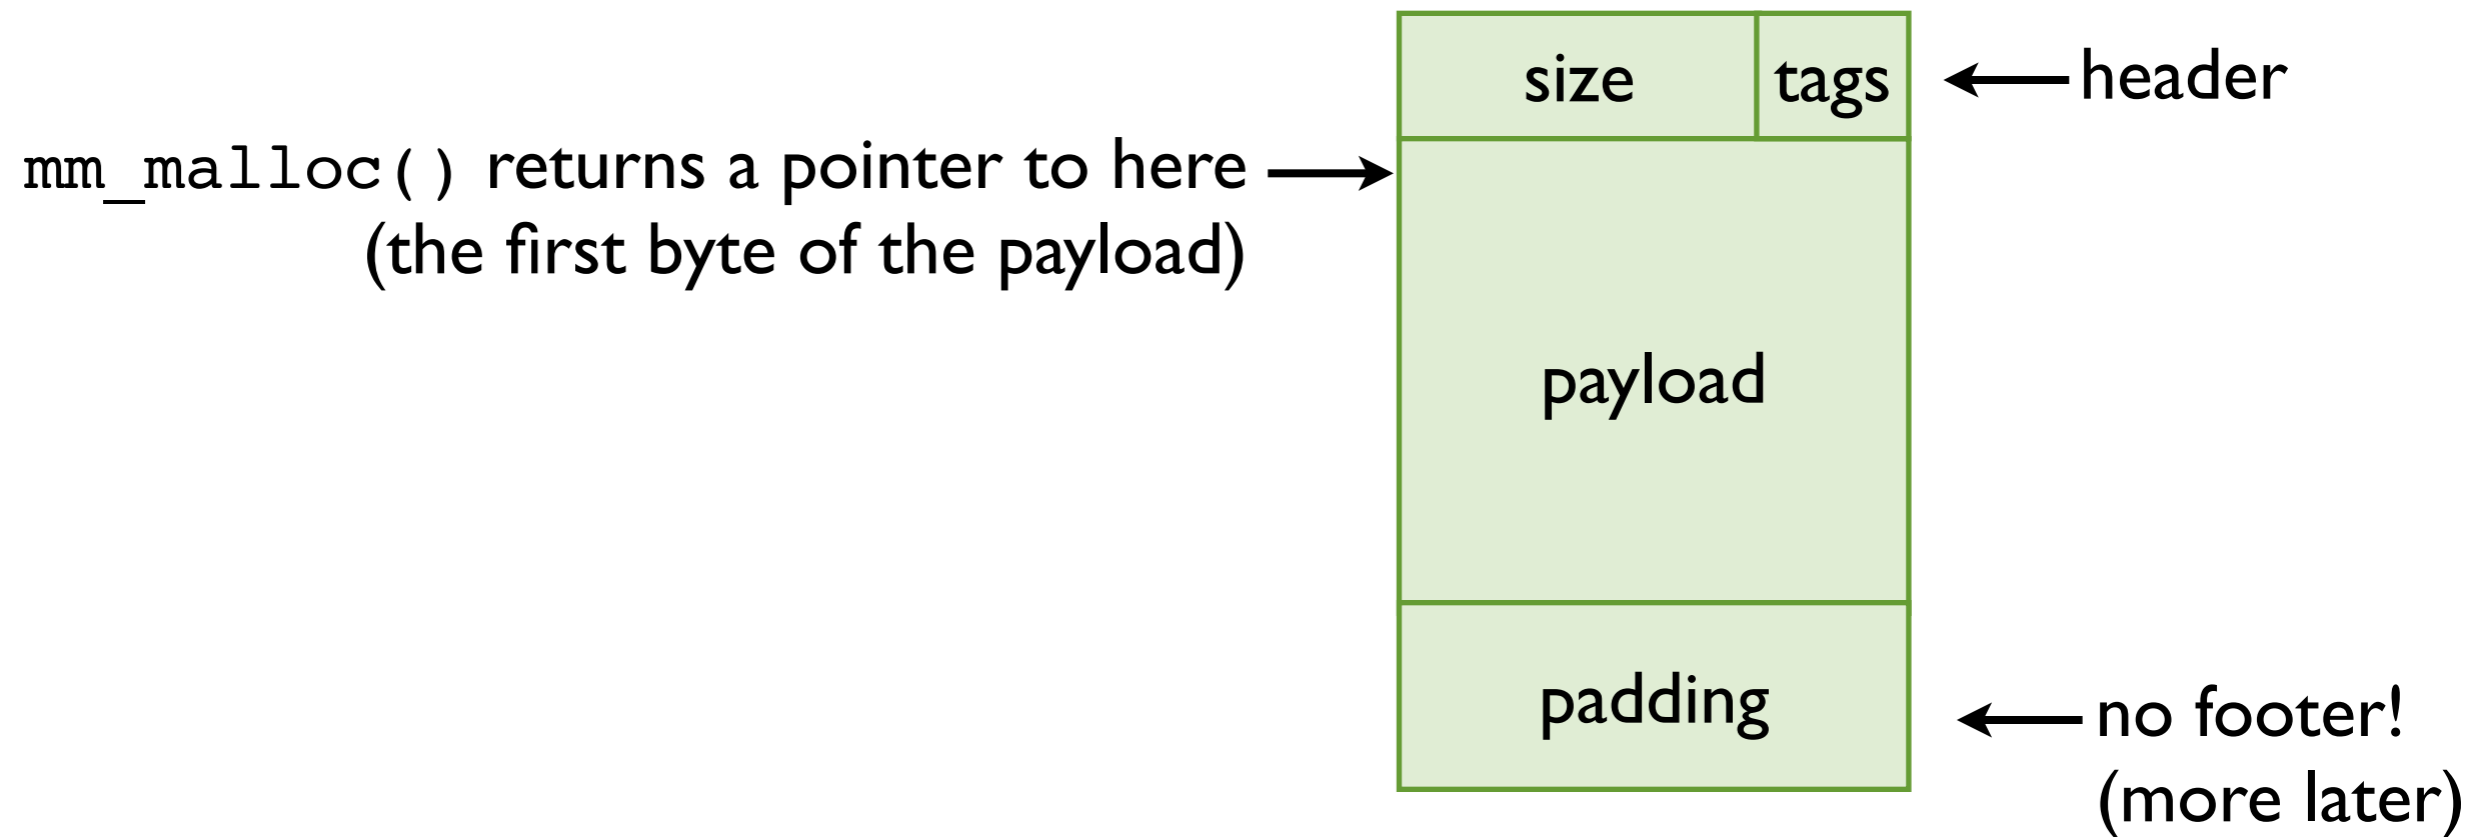 size tags
header
mm_malloc() returns a pointer to here
(the first byte of the payload)
payload
padding
no footer!
(more later)